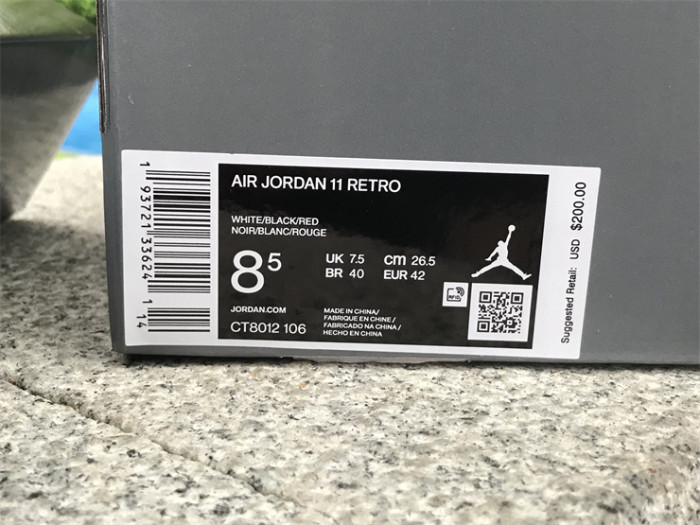 1 93721 33624 1 14
AIR JORDAN 11 RETRO
WHITE/BLACK/RED
NOIR/BLANC/ROUGE
8⁵
UK 7.5 cm 26.5
BR 40 EUR 42
JORDAN.COM
CT8012 106
MADE IN CHINA/
FABRIQUE EN CHINE/
FABRICADO NA CHINA/
HECHO EN CHINA
RFID
Suggested Retail: USD $200.00